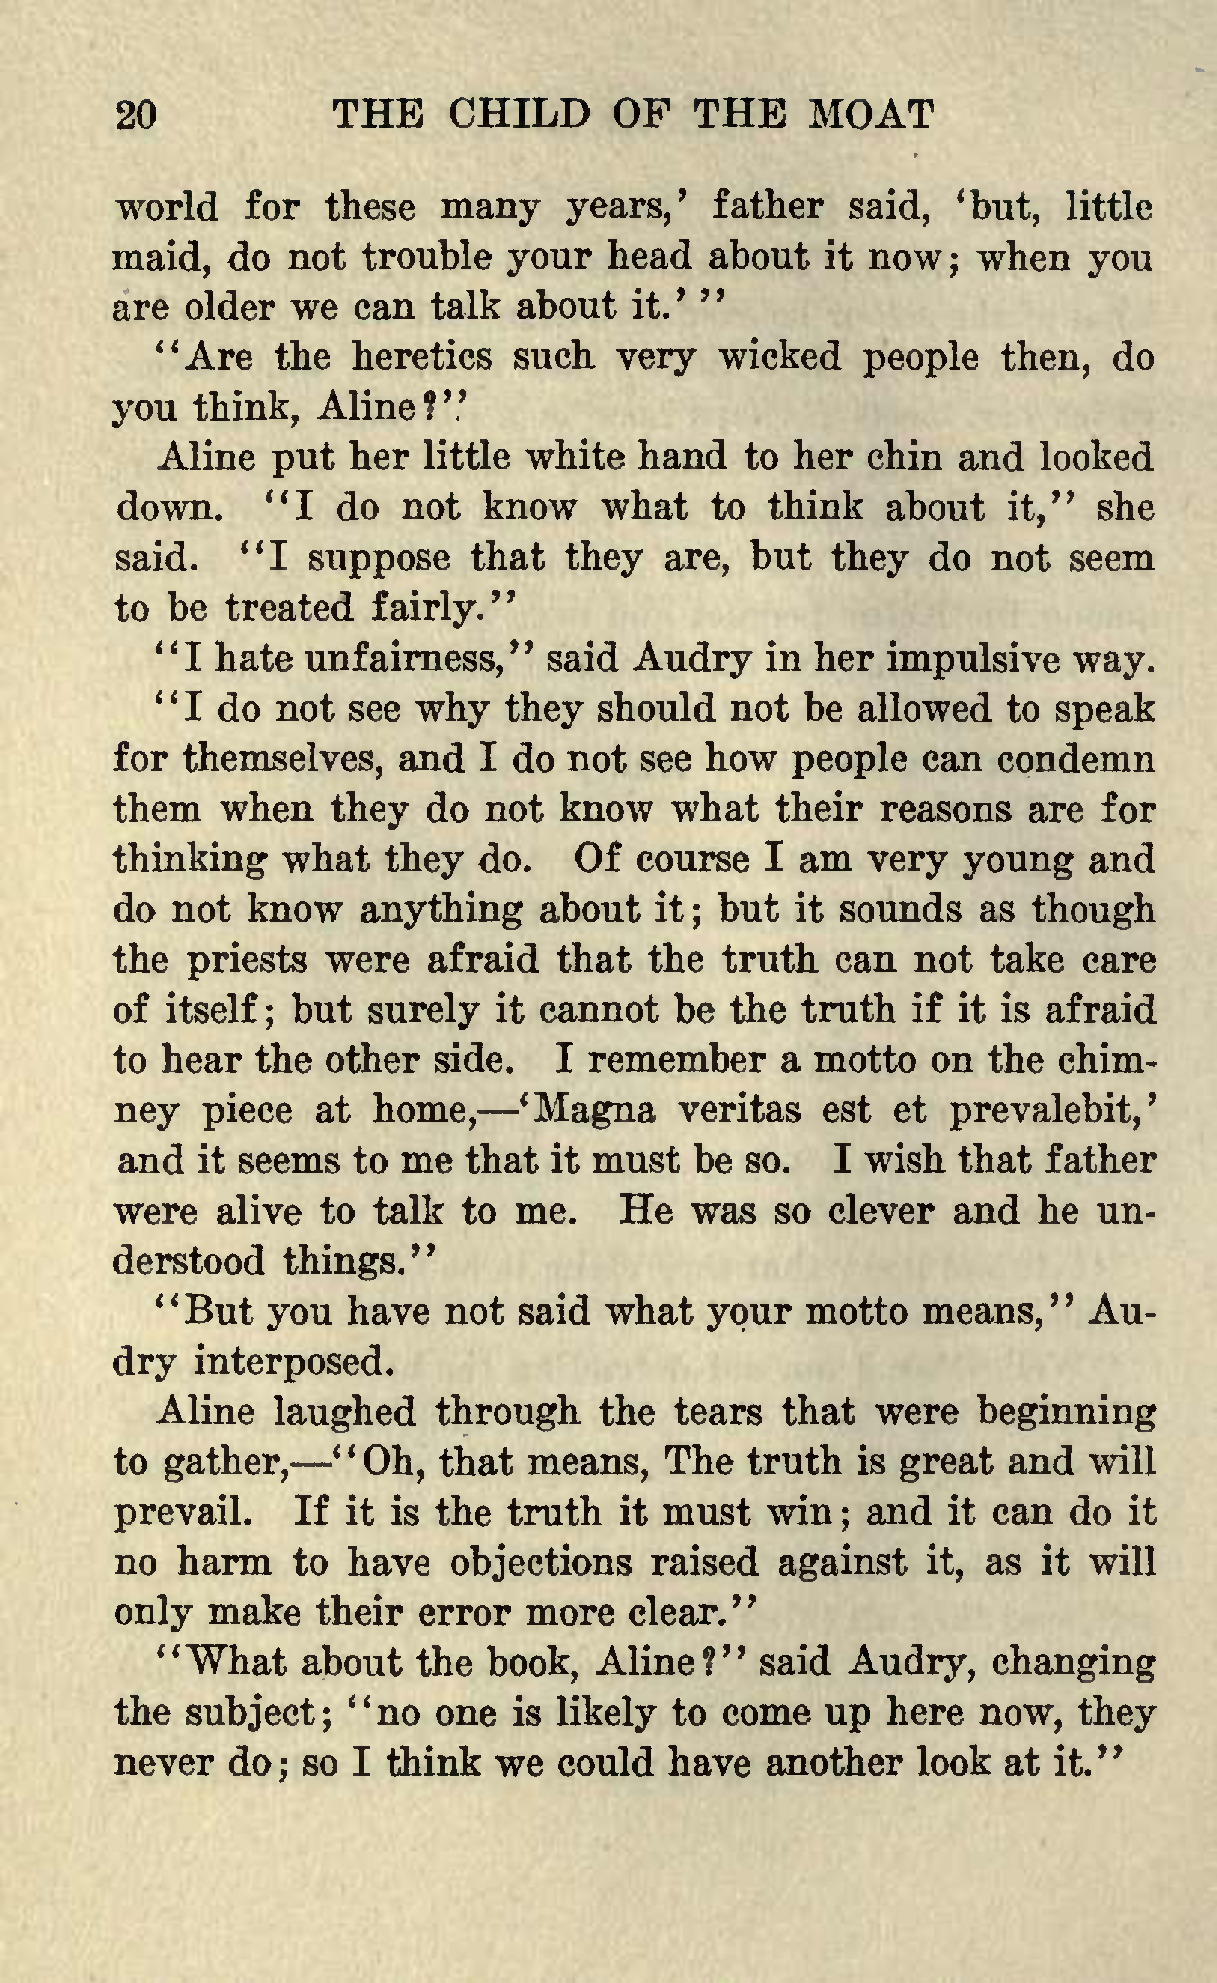 20 THE CHILD OF THE MOAT
world for these many years,' father said, 'but, little
maid, do not trouble your head about it now; when you
are older we can talk about it.' "
"Are the heretics such very wicked people then, do
you think, Aline?"
Aline put her little white hand to her chin and looked
down. "I do not know what to think about it," she
said. "I suppose that they are, but they do not seem
to be treated fairly."
"I hate unfairness," said Audry in her impulsive way.
"I do not see why they should not be allowed to speak
for themselves, and I do not see how people can condemn
them when they do not know what their reasons are for
thinking what they do. Of course I am very young and
do not know anything about it; but it sounds as though
the priests were afraid that the truth can not take care
of itself; but surely it cannot be the truth if it is afraid
to hear the other side. I remember a motto on the chim-
ney piece at home,—'Magna veritas est et prevalebit,'
and it seems to me that it must be so. I wish that father
were alive to talk to me. He was so clever and he un-
derstood things."
"But you have not said what your motto means," Au-
dry interposed.
Aline laughed through the tears that were beginning
to gather,—"Oh, that means, The truth is great and will
prevail. If it is the truth it must win; and it can do it
no harm to have objections raised against it, as it will
only make their error more clear."
"What about the book, Aline?" said Audry, changing
the subject; "no one is likely to come up here now, they
never do; so I think we could have another look at it."